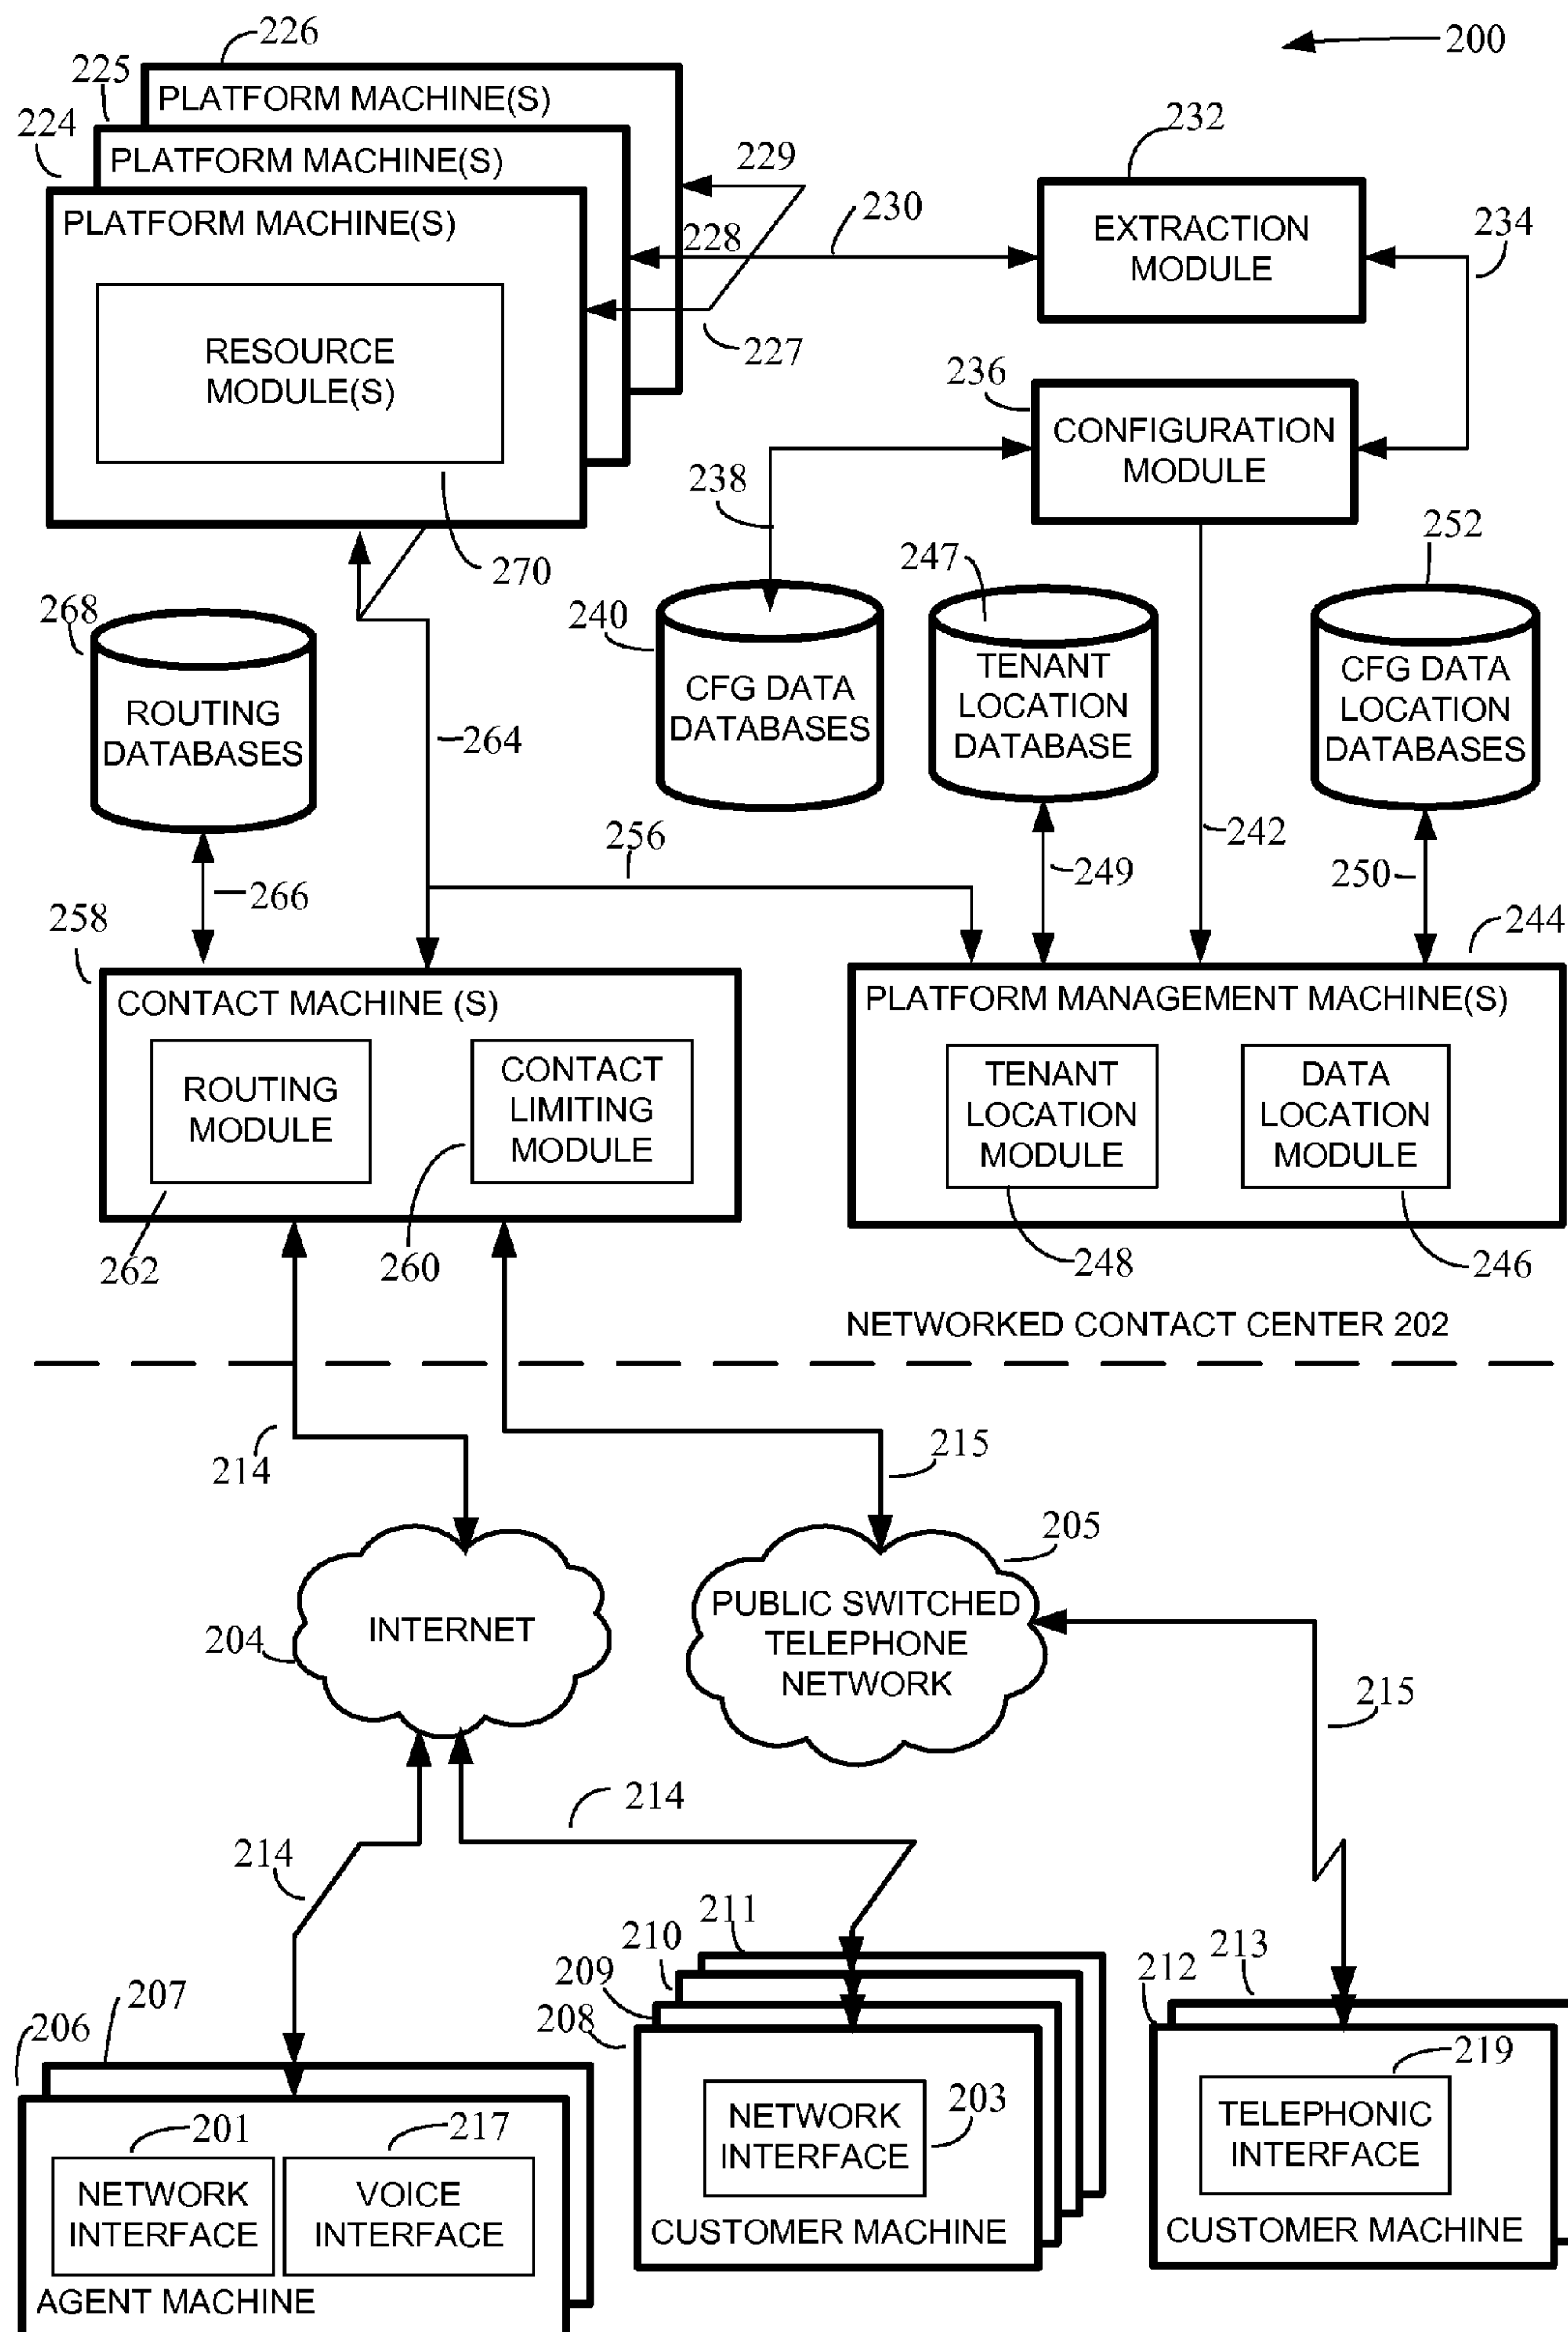 226
200
225
PLATFORM MACHINE(S)
224
232
PLATFORM MACHINE(S)
229
PLATFORM MACHINE(S)
230
EXTRACTION
MODULE
234
228
RESOURCE
MODULE(S)
227
236
CONFIGURATION
MODULE
238
252
270
247
268
240
ROUTING
DATABASES
CFG DATA
DATABASES
TENANT
LOCATION
DATABASE
CFG DATA
LOCATION
DATABASES
264
256
242
266
249
250
258
244
CONTACT MACHINE (S)
PLATFORM MANAGEMENT MACHINE(S)
ROUTING
MODULE
CONTACT
LIMITING
MODULE
TENANT
LOCATION
MODULE
DATA
LOCATION
MODULE
262
260
248
246
NETWORKED CONTACT CENTER 202
214
215
205
INTERNET
PUBLIC SWITCHED
TELEPHONE
NETWORK
204
215
214
214
211
210
213
209
212
207
208
206
219
201
217
NETWORK
INTERFACE
203
TELEPHONIC
INTERFACE
NETWORK
INTERFACE
VOICE
INTERFACE
CUSTOMER MACHINE
CUSTOMER MACHINE
AGENT MACHINE